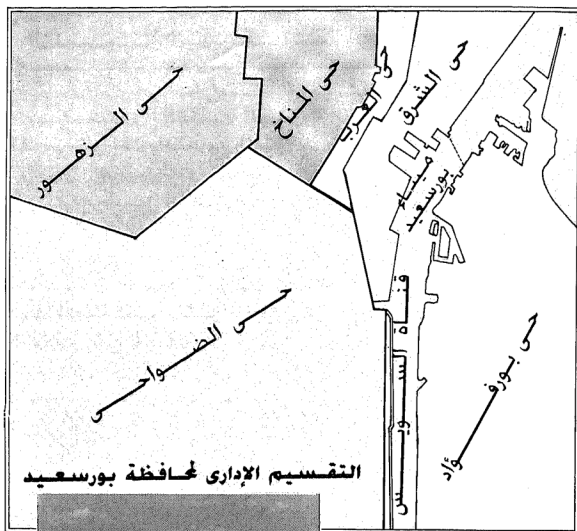 حى الشرق
حى العرب
حى المناخ
حى الزهور
ميناء
بورسعيد
قناة السويس
حى بورفؤاد
حى الضواحى
التقسيم الإدارى لمحافظة بورسعيد